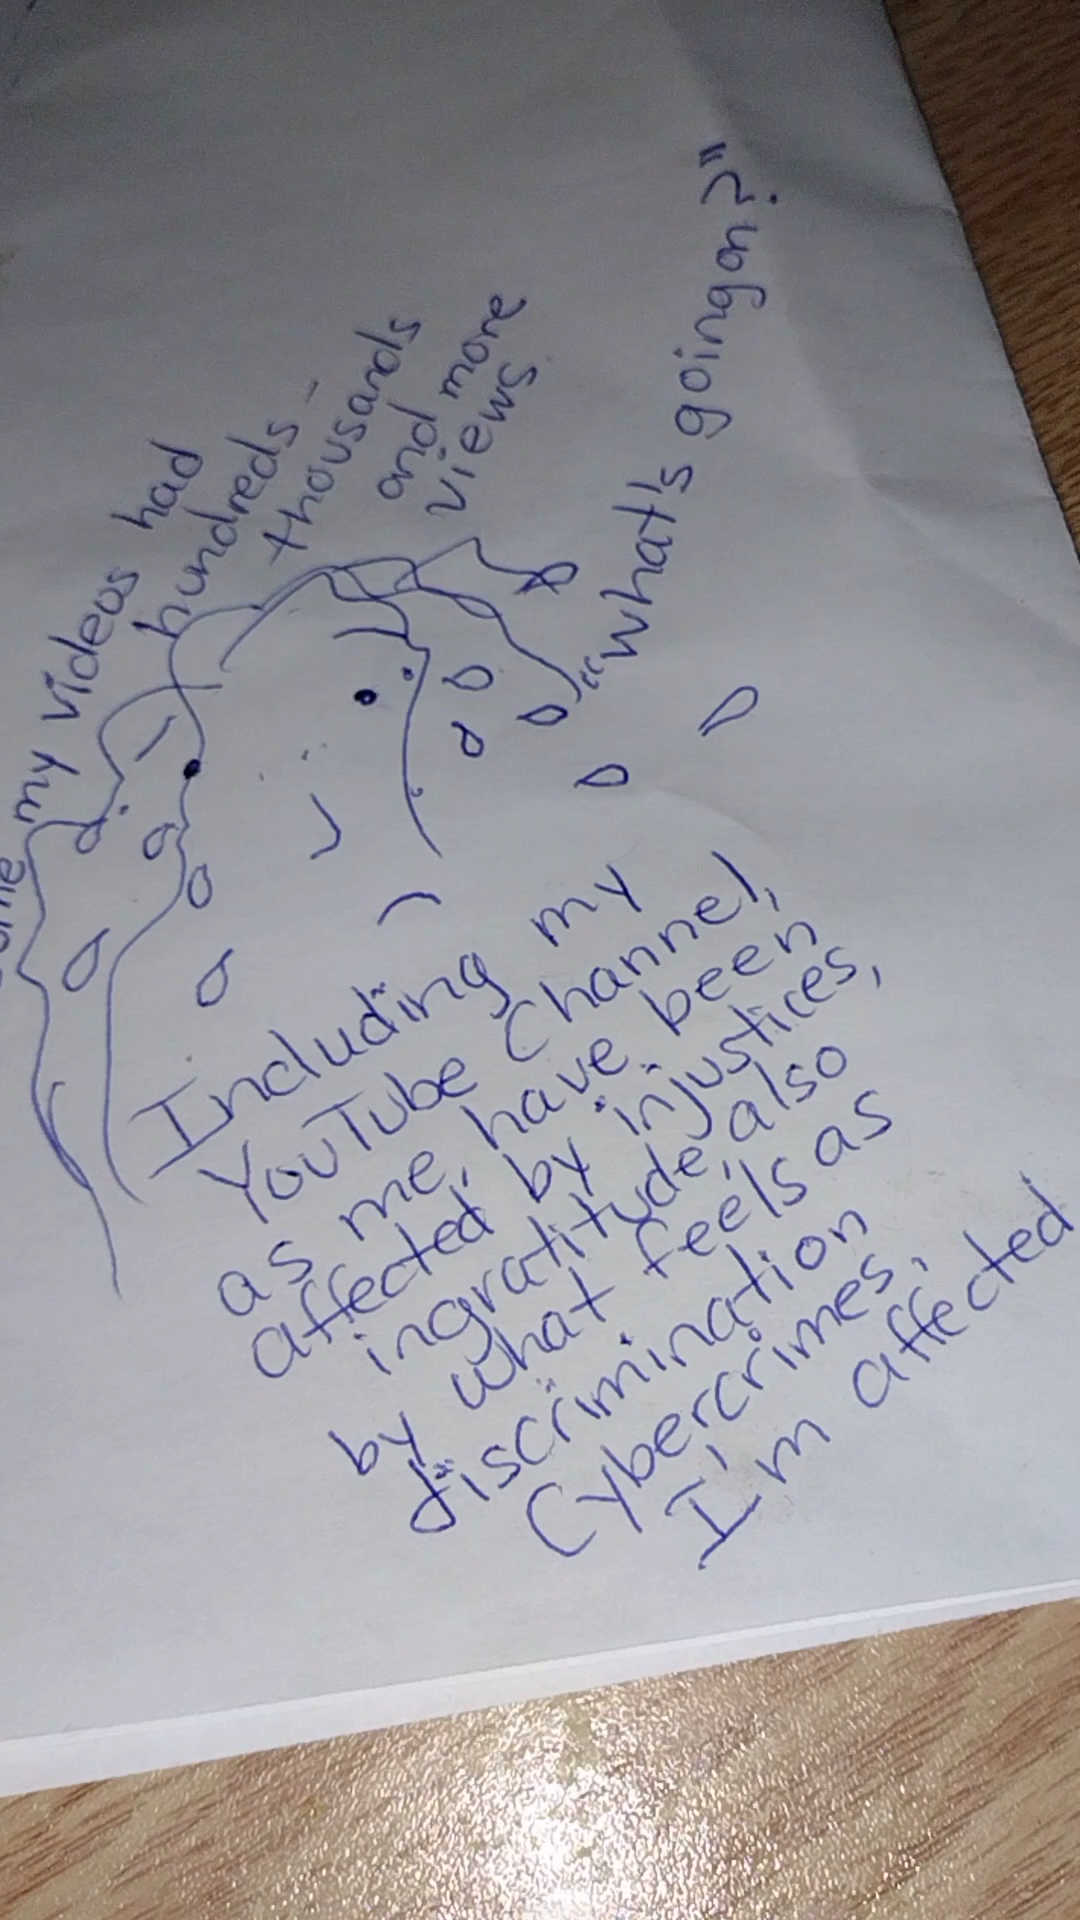 my videos had
hundreds -
thousands
and more
views
"what's going on?"
Including my
YouTube Channel,
as me, have been
affected by injustices,
ingratitude, also
by what feels as
discrimination
Cybercrimes,
I'm affected